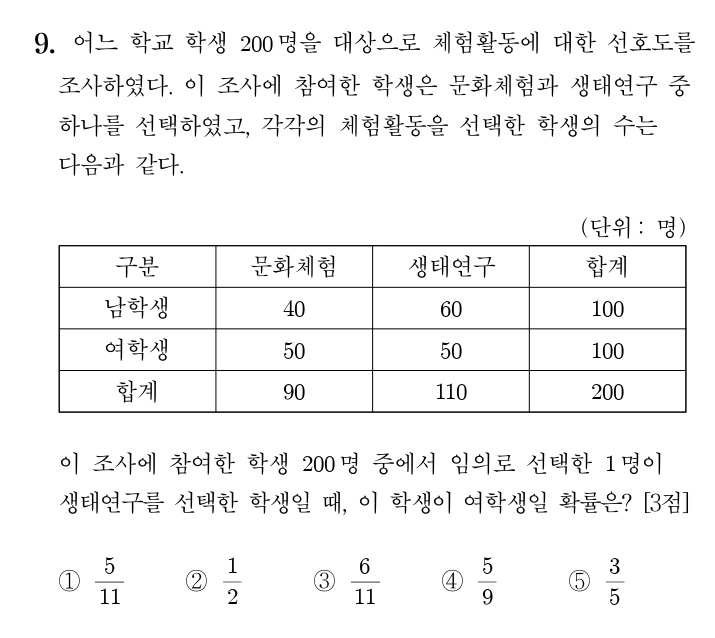 9. 어느 학교 학생 200명을 대상으로 체험활동에 대한 선호도를
조사하였다. 이 조사에 참여한 학생은 문화체험과 생태연구 중
하나를 선택하였고, 각각의 체험활동을 선택한 학생의 수는
다음과 같다.
(단위 : 명)
구분 문화체험 생태연구 합계
남학생 40 60 100
여학생 50 50 100
합계 90 110 200
이 조사에 참여한 학생 200명 중에서 임의로 선택한 1명이
생태연구를 선택한 학생일 때, 이 학생이 여학생일 확률은? [3점]
① 5/11 ② 1/2 ③ 6/11 ④ 5/9 ⑤ 3/5